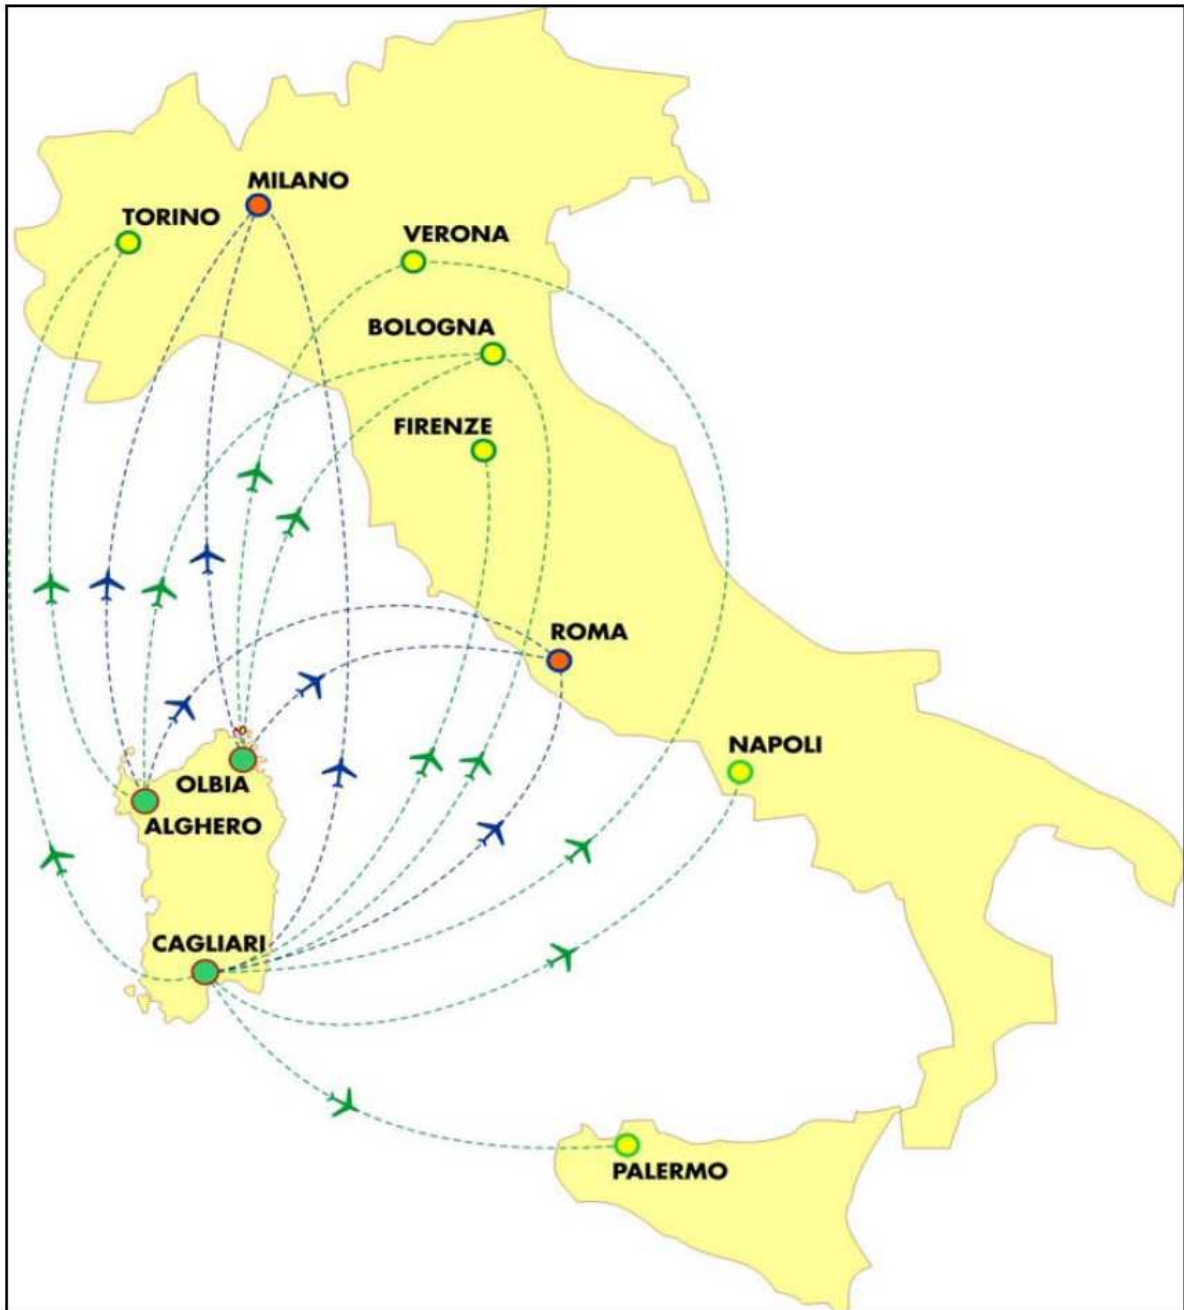 MILANO
TORINO
VERONA
BOLOGNA
FIRENZE
ROMA
NAPOLI
OLBIA
ALGHERO
CAGLIARI
PALERMO